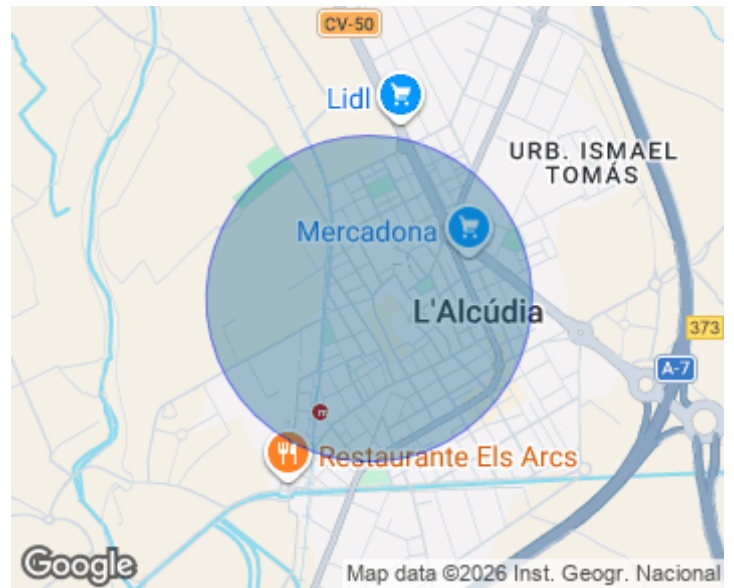 CV-50
Lidl
URB. ISMAEL
TOMÁS
Mercadona
L'Alcúdia
373
A-7
Restaurante Els Arcs
Google
Map data ©2026 Inst. Geogr. Nacional